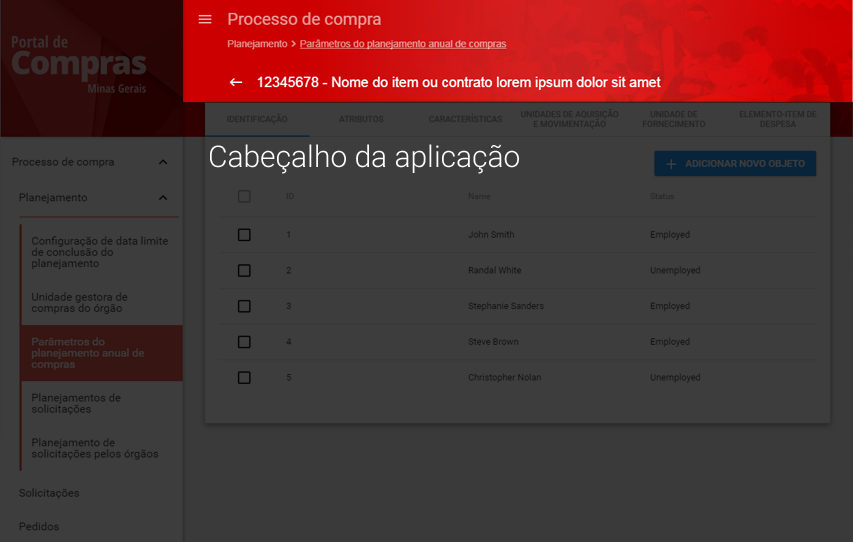 Portal de
Compras
Minas Gerais
Processo de compra
Planejamento > Parâmetros do planejamento anual de compras
← 12345678 - Nome do item ou contrato lorem ipsum dolor sit amet
IDENTIFICAÇÃO
ATRIBUTOS
CARACTERÍSTICAS
UNIDADES DE AQUISIÇÃO
E MOVIMENTAÇÃO
UNIDADE DE
FORNECIMENTO
ELEMENTO-ITEM DE
DESPESA
Cabeçalho da aplicação
+ ADICIONAR NOVO OBJETO
ID Name Status
1 John Smith Employed
2 Randal White Unemployed
3 Stephanie Sanders Employed
4 Steve Brown Employed
5 Christopher Nolan Unemployed
Processo de compra
Planejamento
Configuração de data limite
de conclusão do
planejamento
Unidade gestora de
compras do órgão
Parâmetros do
planejamento anual de
compras
Planejamentos de
solicitações
Planejamento de
solicitações pelos órgãos
Solicitações
Pedidos